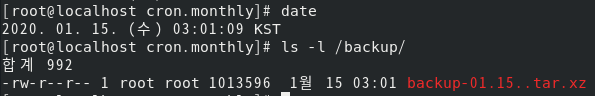 [root@localhost cron.monthly]# date
2020. 01. 15. (수) 03:01:09 KST
[root@localhost cron.monthly]# ls -l /backup/
합계 992
-rw-r--r-- 1 root root 1013596  1월 15 03:01 backup-01.15..tar.xz